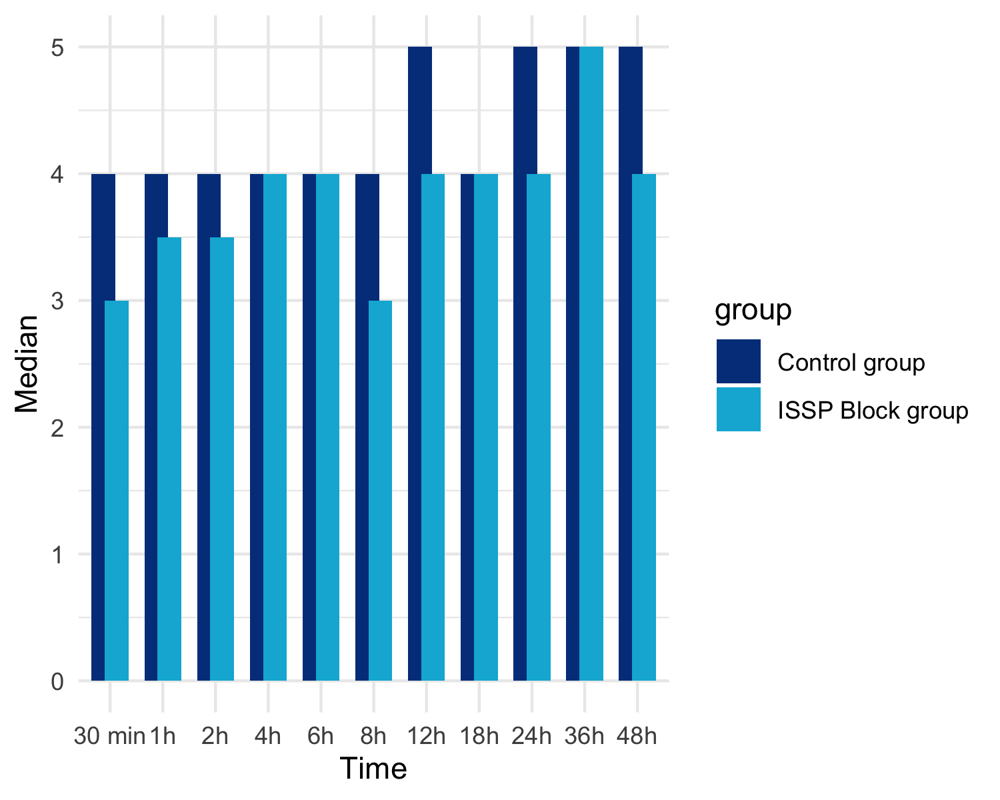 5
4
3
2
1
0
Median
30 min 1h 2h 4h 6h 8h 12h 18h 24h 36h 48h
Time
group
Control group
ISSP Block group